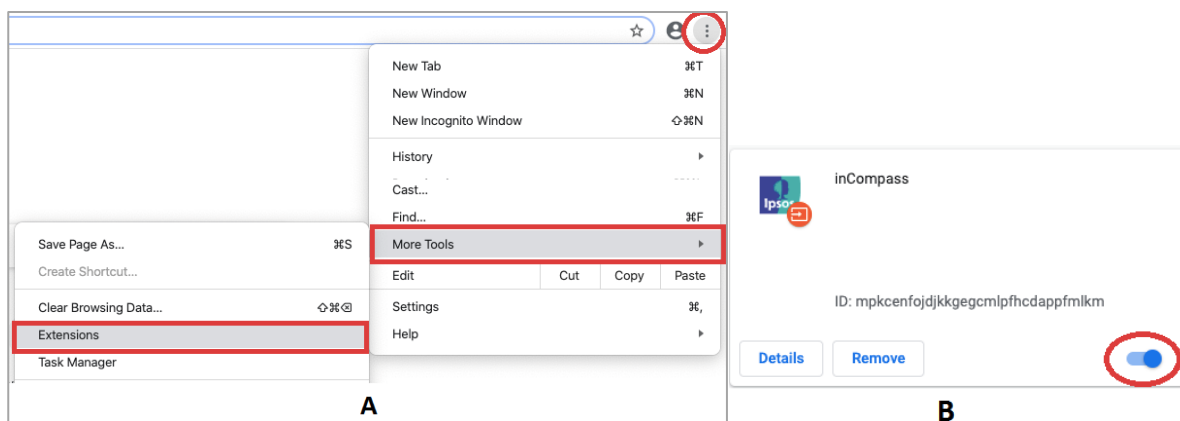 New Tab ⌘T
New Window ⌘N
New Incognito Window ⇧⌘N
History
Cast...
Find... ⌘F
More Tools
Edit Cut Copy Paste
Settings ⌘,
Help
Save Page As... ⌘S
Create Shortcut...
Clear Browsing Data... ⇧⌘⌫
Extensions
Task Manager
A
inCompass
Ipsos
ID: mpkcenfojdjkkgegcmlpfhcdappfmlkm
Details Remove
B